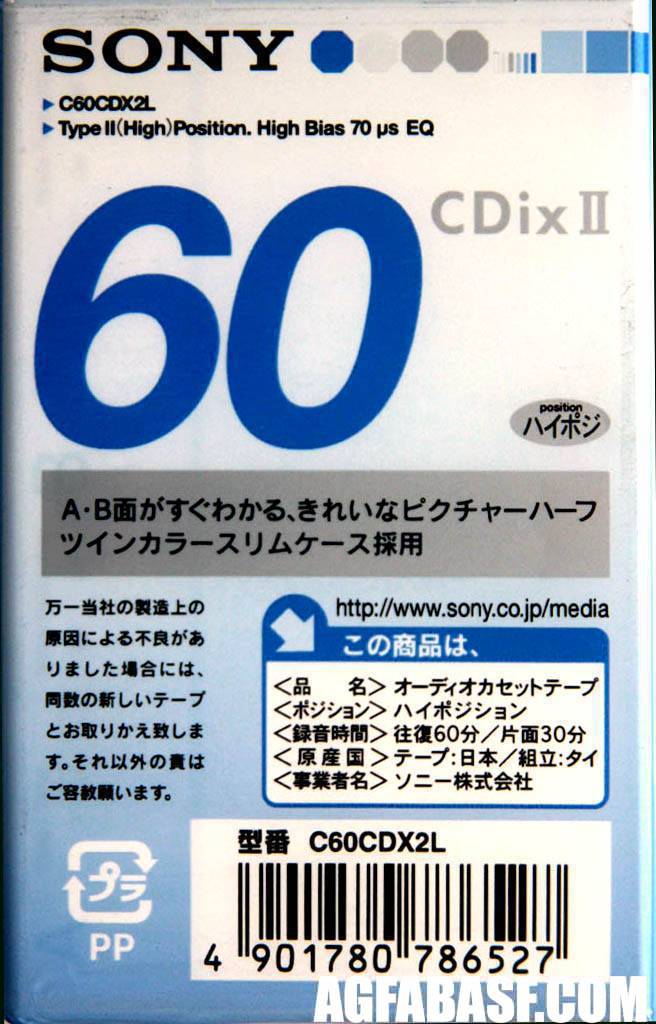 SONY
C60CDX2L
Type II(High)Position. High Bias 70 µs EQ
60
CDixII
position
ハイポジ
A・B面がすぐわかる、きれいなピクチャーハーフ
ツインカラースリムケース採用
万一当社の製造上の
原因による不良があ
りました場合には、
同数の新しいテープ
とお取りかえ致しま
す。それ以外の責は
ご容赦願います。
http://www.sony.co.jp/media
この商品は、
<品　名> オーディオカセットテープ
<ポジション> ハイポジション
<録音時間> 往復60分/片面30分
<原産国> テープ:日本/組立:タイ
<事業者名> ソニー株式会社
プラ
PP
型番 C60CDX2L
4 901780 786527
AGFABASF.COM